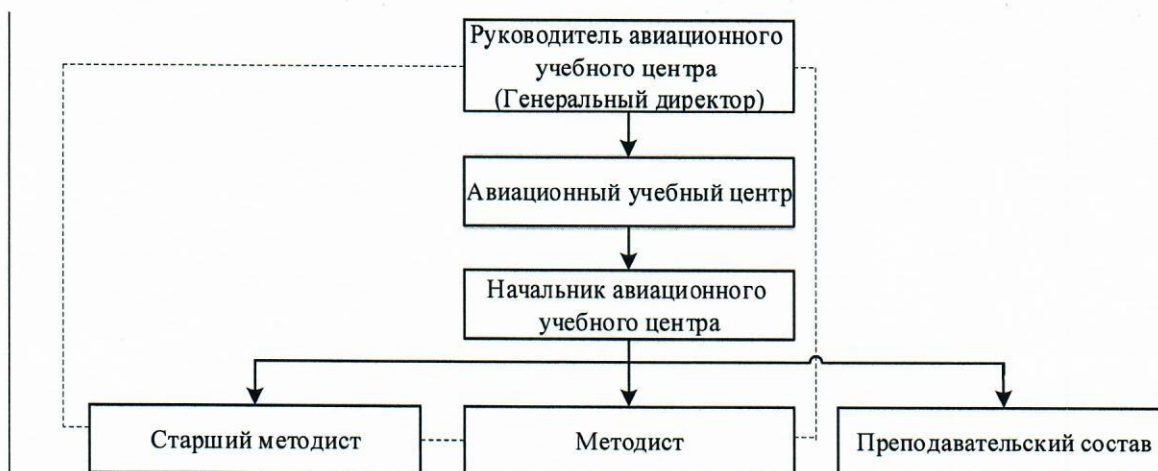 Руководитель авиационного
учебного центра
(Генеральный директор)
Авиационный учебный центр
Начальник авиационного
учебного центра
Старший методист
Методист
Преподавательский состав